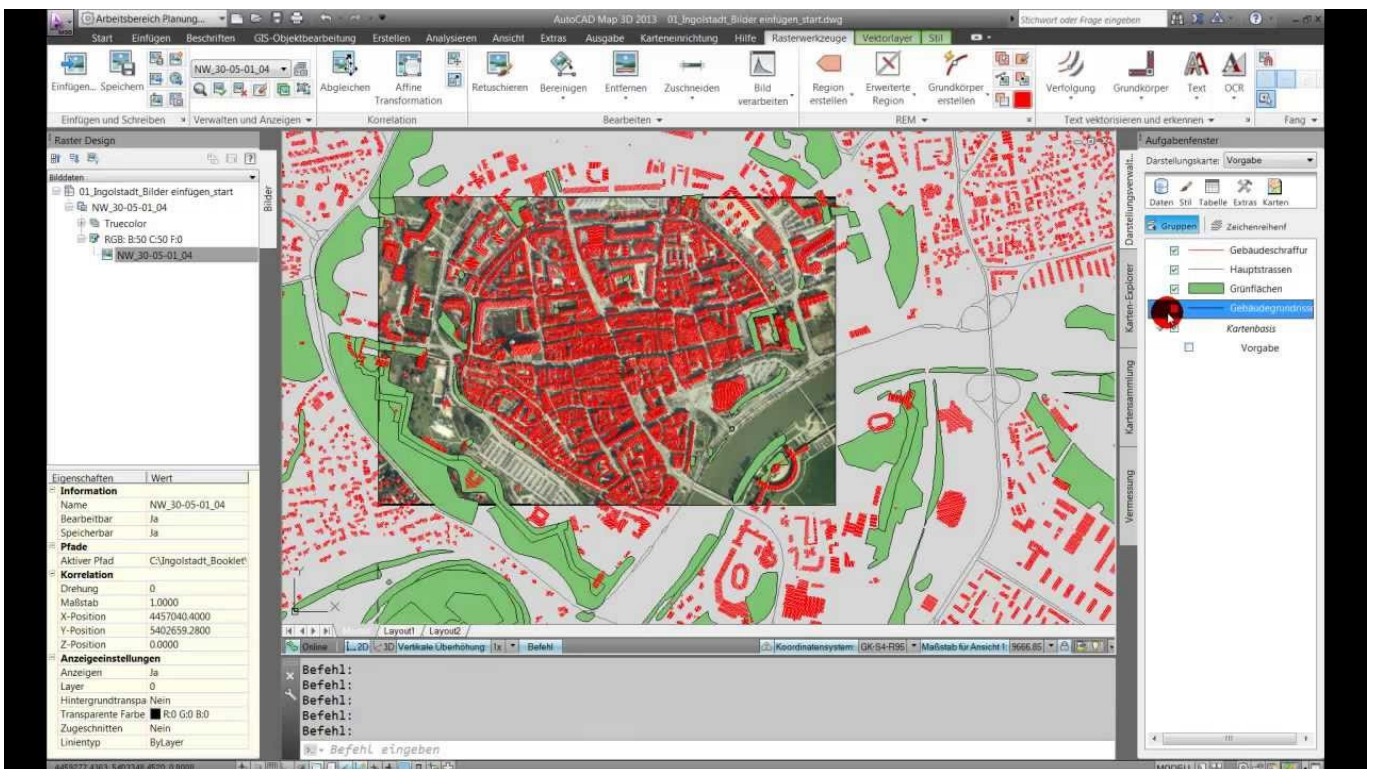 Arbeitsbereich Planung...
AutoCAD Map 3D 2013 01_Ingolstadt_Bilder einfügen_start.dwg
Stichwort oder Frage eingeben
Start Einfügen Beschriften GIS-Objektbearbeitung Erstellen Analysieren Ansicht Extras Ausgabe Karteneinrichtung Hilfe Rasterwerkzeuge Vektorlayer Stil
NW_30-05-01_04
Einfügen... Speichern
Abgleichen
Affine Transformation
Retuschieren Bereinigen Entfernen Zuschneiden
Bild verarbeiten
Region erstellen
Erweiterte Region
Grundkörper erstellen
Verfolgung Grundkörper Text OCR
Einfügen und Schreiben Verwalten und Anzeigen Korrelation Bearbeiten REM Text vektorisieren und erkennen Fang
Raster Design
Bilddaten
01_Ingolstadt_Bilder einfügen_start
NW_30-05-01_04
Truecolor
RGB: B:50 C:50 F:0
NW_30-05-01_04
Bilder
Eigenschaften Wert
Information
Name NW_30-05-01_04
Bearbeitbar Ja
Speicherbar Ja
Pfade
Aktiver Pfad C:\Ingolstadt_Booklet
Korrelation
Drehung 0
Maßstab 1.0000
X-Position 4457040.4000
Y-Position 5402659.2800
Z-Position 0.0000
Anzeigeeinstellungen
Anzeigen Ja
Layer 0
Hintergrundtranspa Nein
Transparente Farbe R:0 G:0 B:0
Zugeschnitten Nein
Linientyp ByLayer
Layout1 Layout2
Online 2D 3D Vertikale Überhöhung 1x Befehl
Koordinatensystem: GK-S4-R95 Maßstab für Ansicht 1: 9666.85
Befehl:
Befehl:
Befehl:
Befehl:
Befehl:
Befehl eingeben
MODELL
Aufgabenfenster
Darstellungskarte: Vorgabe
Daten Stil Tabelle Extras Karten
Gruppen Zeichenreihenf
Gebäudeschraffur
Hauptstrassen
Grünflächen
Gebäudegrundriss
Kartenbasis
Vorgabe
Darstellungsverwalt...
Karten-Explorer
Kartensammlung
Vermessung